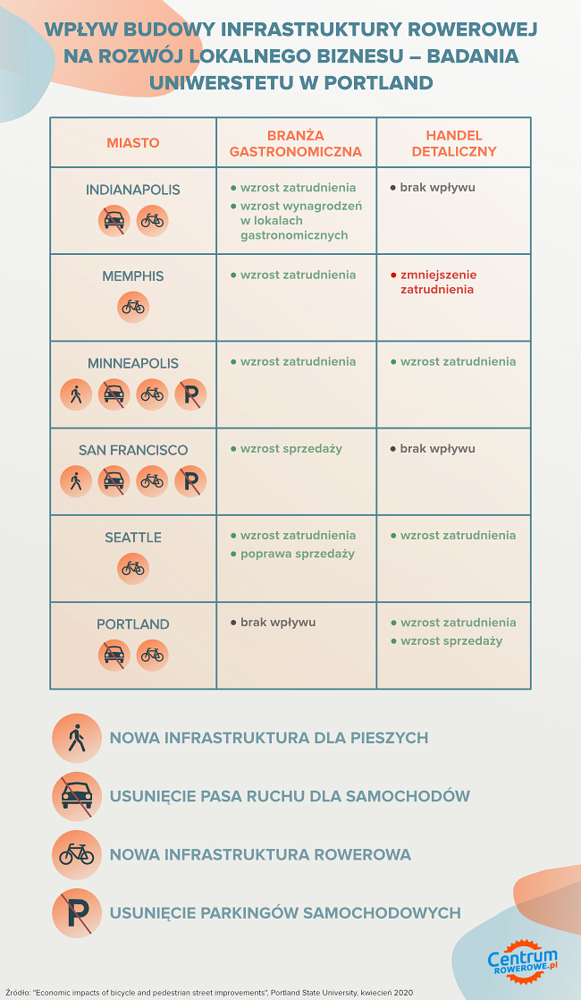 WPŁYW BUDOWY INFRASTRUKTURY ROWEROWEJ
NA ROZWÓJ LOKALNEGO BIZNESU – BADANIA
UNIWERSTETU W PORTLAND
MIASTO
BRANŻA
GASTRONOMICZNA
HANDEL
DETALICZNY
INDIANAPOLIS
• wzrost zatrudnienia
• wzrost wynagrodzeń
w lokalach
gastronomicznych
• brak wpływu
MEMPHIS
• wzrost zatrudnienia
• zmniejszenie
zatrudnienia
MINNEAPOLIS
P
• wzrost zatrudnienia
• wzrost zatrudnienia
SAN FRANCISCO
P
• wzrost sprzedaży
• brak wpływu
SEATTLE
• wzrost zatrudnienia
• poprawa sprzedaży
• wzrost zatrudnienia
PORTLAND
• brak wpływu
• wzrost zatrudnienia
• wzrost sprzedaży
NOWA INFRASTRUKTURA DLA PIESZYCH
USUNIĘCIE PASA RUCHU DLA SAMOCHODÓW
NOWA INFRASTRUKTURA ROWEROWA
P USUNIĘCIE PARKINGÓW SAMOCHODOWYCH
Centrum
ROWEROWE.pl
Źródło: "Economic impacts of bicycle and pedestrian street improvements", Portland State University, kwiecień 2020